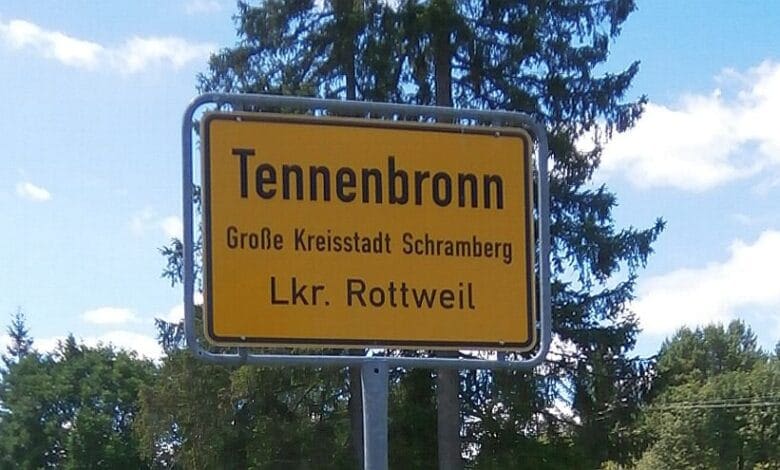 Tennenbronn
Große Kreisstadt Schramberg
Lkr. Rottweil